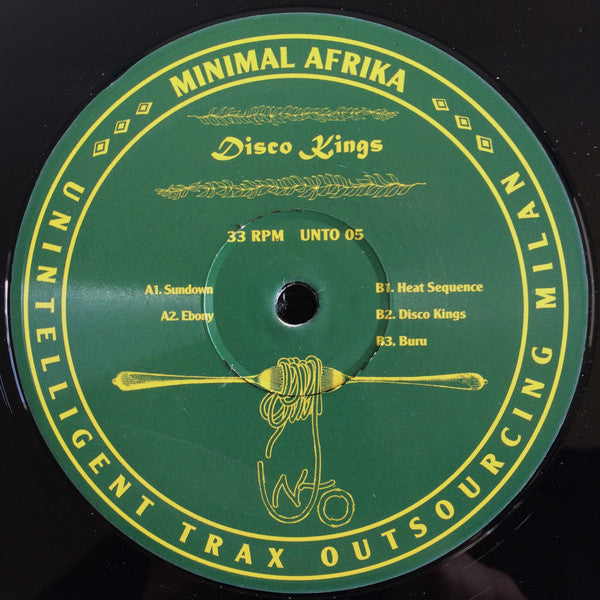 MINIMAL AFRIKA
Disco Kings
33 RPM UNTO 05
A1. Sundown
A2. Ebony
B1. Heat Sequence
B2. Disco Kings
B3. Buru
UNTO
UNINTELLIGENT TRAX OUTSOURCING MILAN